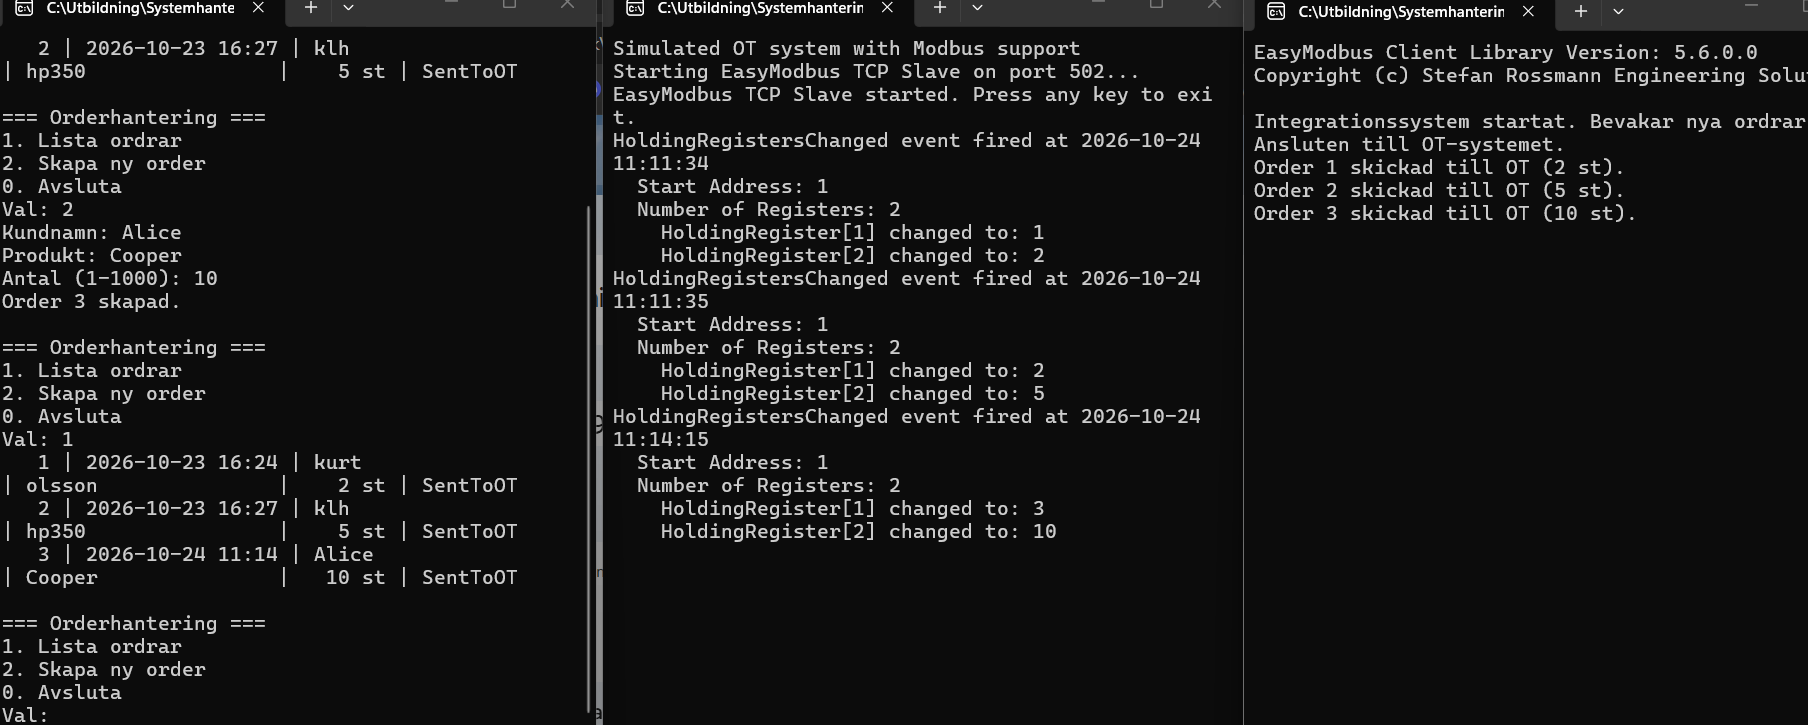 C:\Utbildning\Systemhante
2 | 2026-10-23 16:27 | klh
| hp350 | 5 st | SentToOT
=== Orderhantering ===
1. Lista ordrar
2. Skapa ny order
0. Avsluta
Val: 2
Kundnamn: Alice
Produkt: Cooper
Antal (1-1000): 10
Order 3 skapad.
=== Orderhantering ===
1. Lista ordrar
2. Skapa ny order
0. Avsluta
Val: 1
1 | 2026-10-23 16:24 | kurt
| olsson | 2 st | SentToOT
2 | 2026-10-23 16:27 | klh
| hp350 | 5 st | SentToOT
3 | 2026-10-24 11:14 | Alice
| Cooper | 10 st | SentToOT
=== Orderhantering ===
1. Lista ordrar
2. Skapa ny order
0. Avsluta
Val:
C:\Utbildning\Systemhanterin
Simulated OT system with Modbus support
Starting EasyModbus TCP Slave on port 502...
EasyModbus TCP Slave started. Press any key to exi
t.
HoldingRegistersChanged event fired at 2026-10-24
11:11:34
Start Address: 1
Number of Registers: 2
HoldingRegister[1] changed to: 1
HoldingRegister[2] changed to: 2
HoldingRegistersChanged event fired at 2026-10-24
11:11:35
Start Address: 1
Number of Registers: 2
HoldingRegister[1] changed to: 2
HoldingRegister[2] changed to: 5
HoldingRegistersChanged event fired at 2026-10-24
11:14:15
Start Address: 1
Number of Registers: 2
HoldingRegister[1] changed to: 3
HoldingRegister[2] changed to: 10
C:\Utbildning\Systemhanterin
EasyModbus Client Library Version: 5.6.0.0
Copyright (c) Stefan Rossmann Engineering Solu
Integrationssystem startat. Bevakar nya ordrar
Ansluten till OT-systemet.
Order 1 skickad till OT (2 st).
Order 2 skickad till OT (5 st).
Order 3 skickad till OT (10 st).